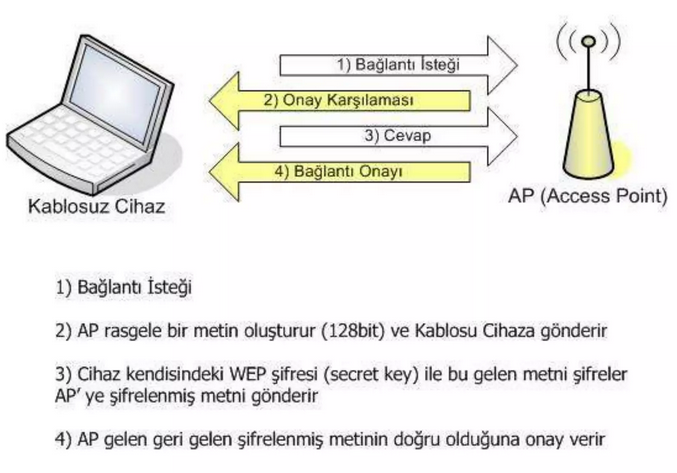 1) Bağlantı İsteği
2) Onay Karşılaması
3) Cevap
4) Bağlantı Onayı
Kablosuz Cihaz
AP (Access Point)
1) Bağlantı İsteği
2) AP rasgele bir metin oluşturur (128bit) ve Kablosu Cihaza gönderir
3) Cihaz kendisindeki WEP şifresi (secret key) ile bu gelen metni şifreler
AP' ye şifrelenmiş metni gönderir
4) AP gelen geri gelen şifrelenmiş metinin doğru olduğuna onay verir